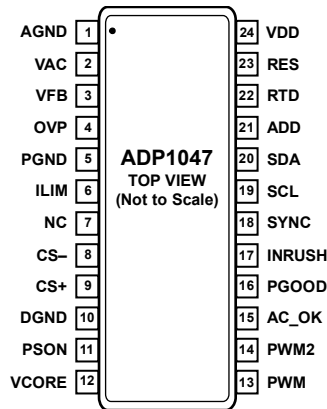 AGND 1
VAC 2
VFB 3
OVP 4
PGND 5
ILIM 6
NC 7
CS– 8
CS+ 9
DGND 10
PSON 11
VCORE 12
ADP1047
TOP VIEW
(Not to Scale)
24 VDD
23 RES
22 RTD
21 ADD
20 SDA
19 SCL
18 SYNC
17 INRUSH
16 PGOOD
15 AC_OK
14 PWM2
13 PWM